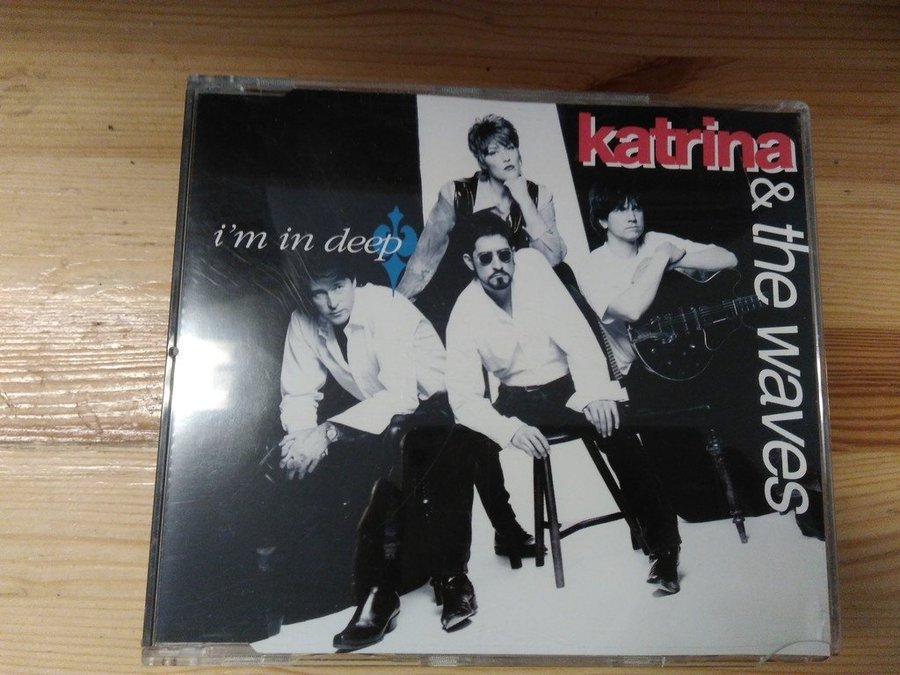 katrina
& the waves
i'm in deep